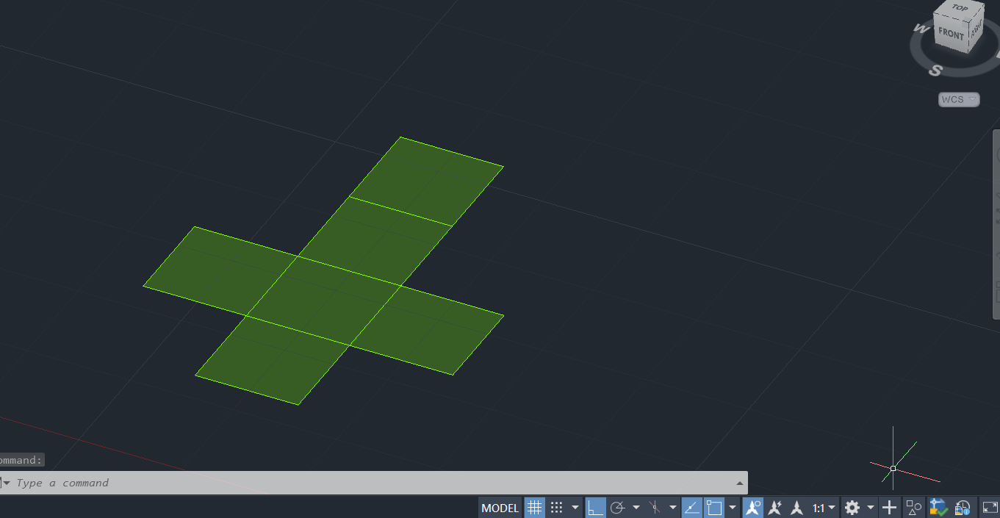 TOP
FRONT
W
S
WCS
ommand:
Type a command
MODEL
1:1